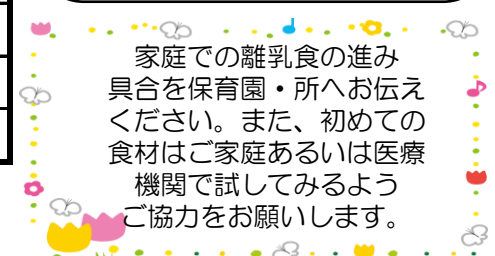 家庭での離乳食の進み
具合を保育園・所へお伝え
ください。また、初めての
食材はご家庭あるいは医療
機関で試してみるよう
ご協力をお願いします。